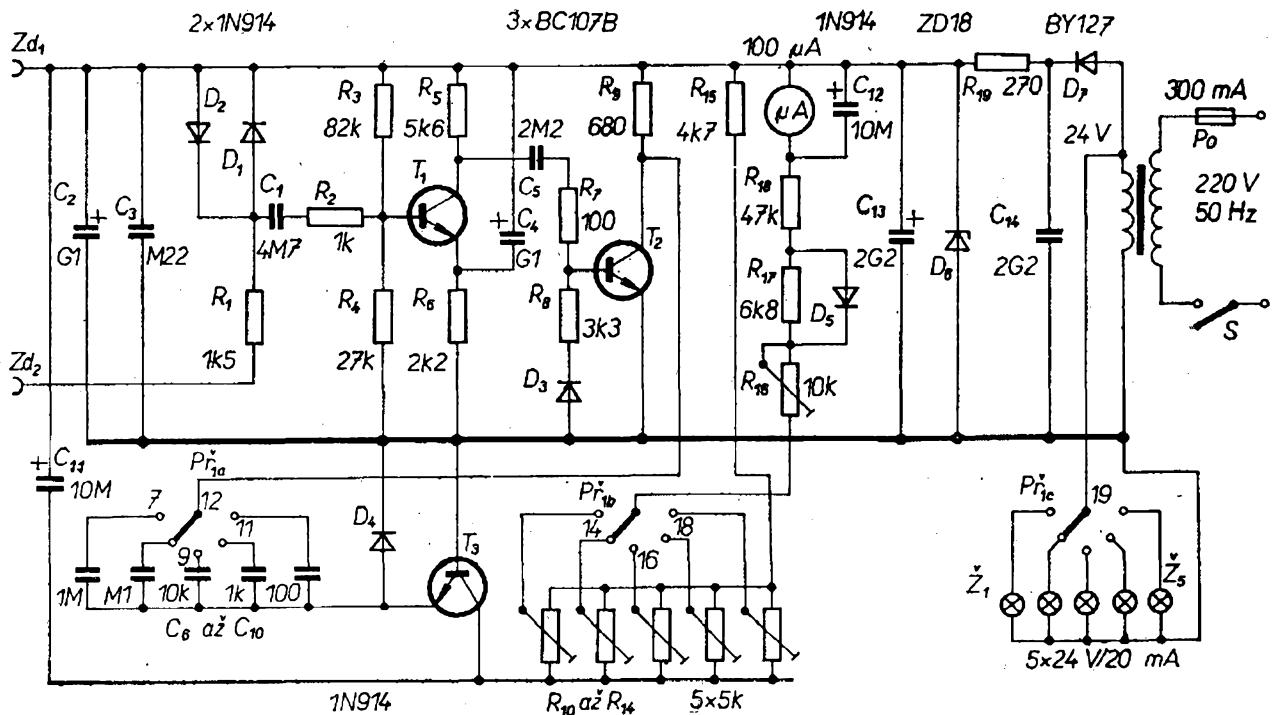 2×1N914
3×BC107B
1N914
ZD18
BY127
Zd1
100 μA
D2
R3
82k
R5
5k6
2M2
R9
680
R15
4k7
μA
C12
+
10M
R19
270
D7
300 mA
Po
24 V
D1
T1
C5
R7
100
C2
+
G1
C3
M22
C1
4M7
R2
1k
C4
+
G1
T2
R18
47k
C13
+
2G2
D6
C14
2G2
220 V
50 Hz
R1
1k5
R4
27k
R6
2k2
R8
3k3
R17
6k8
D5
S
Zd2
D3
R16
10k
C11
+
10M
Př1a
7
12
11
9
D4
T3
Př1b
14
18
16
Př1c
19
1M
M1
10k
1k
100
Ž1
Ž5
C6 až C10
5×24 V/20 mA
1N914
R10 až R14
5×5k